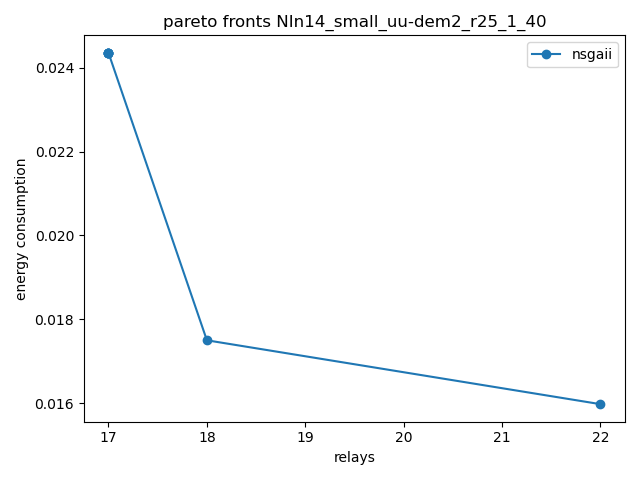 pareto fronts NIn14_small_uu-dem2_r25_1_40
nsgaii
0.024
0.022
0.020
0.018
0.016
energy consumption
17 18 19 20 21 22
relays